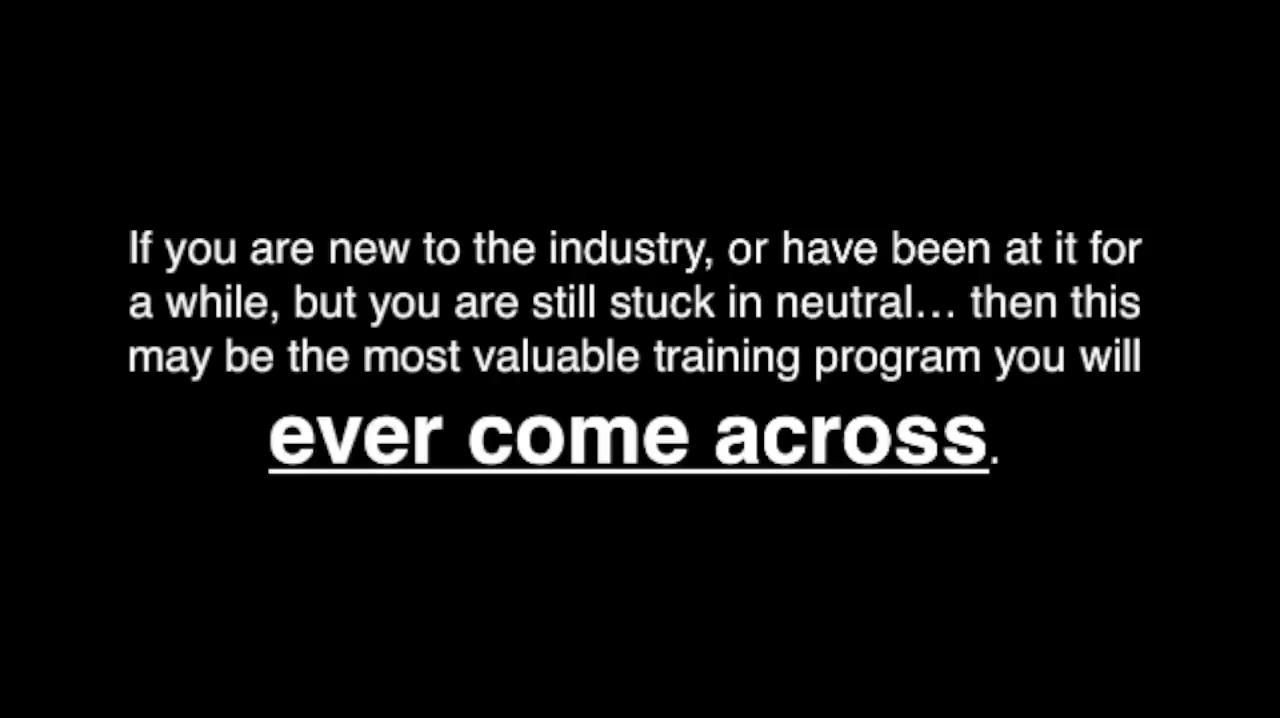 If you are new to the industry, or have been at it for
a while, but you are still stuck in neutral… then this
may be the most valuable training program you will
ever come across.